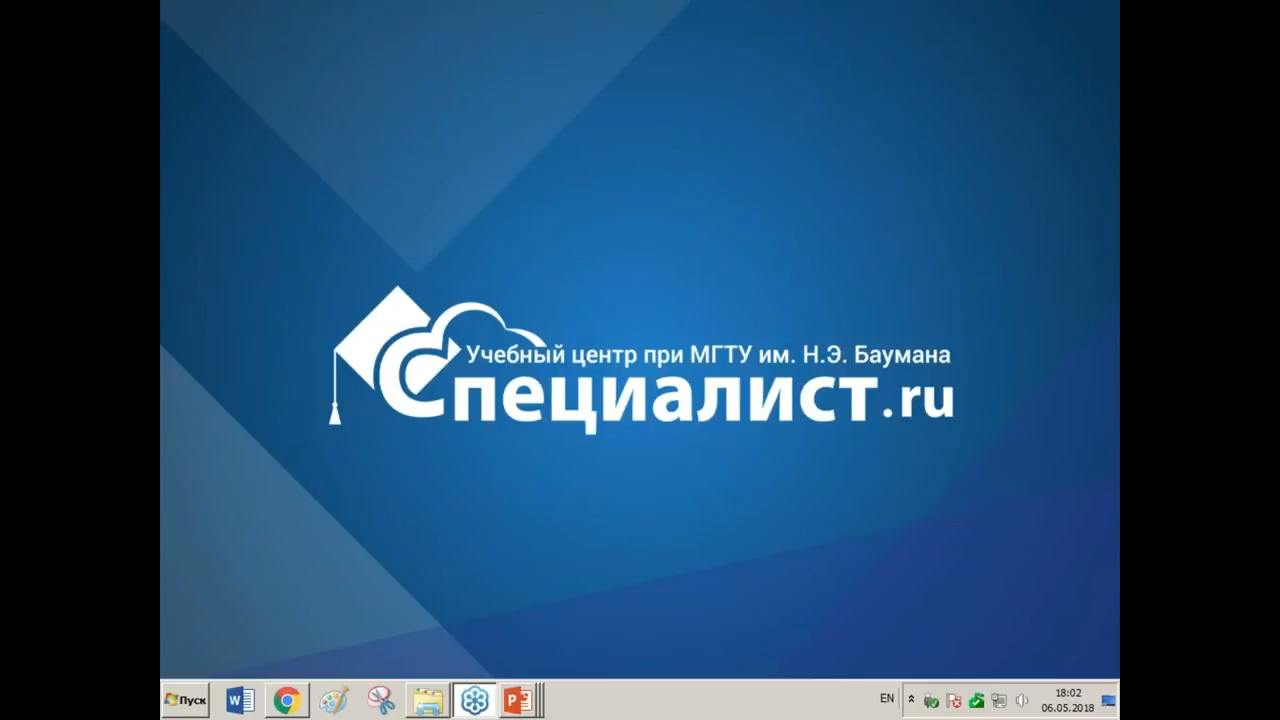 Учебный центр при МГТУ им. Н.Э. Баумана
Специалист.ru
Пуск
EN
18:02
06.05.2018